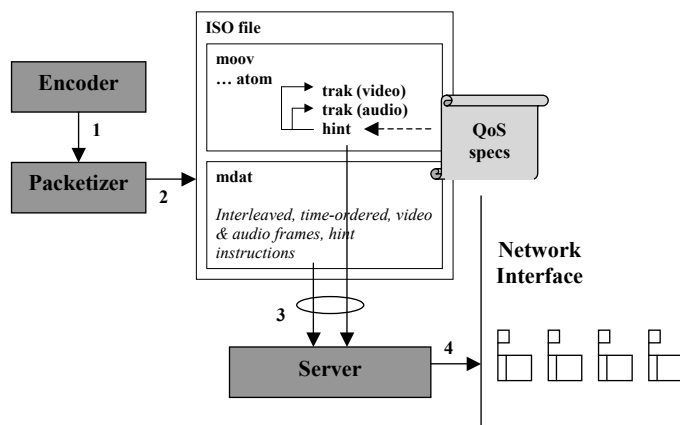 ISO file
moov
… atom
trak (video)
trak (audio)
hint
QoS
specs
Encoder
1
Packetizer
2
mdat
Interleaved, time-ordered, video
& audio frames, hint
instructions
Network
Interface
3
4
Server